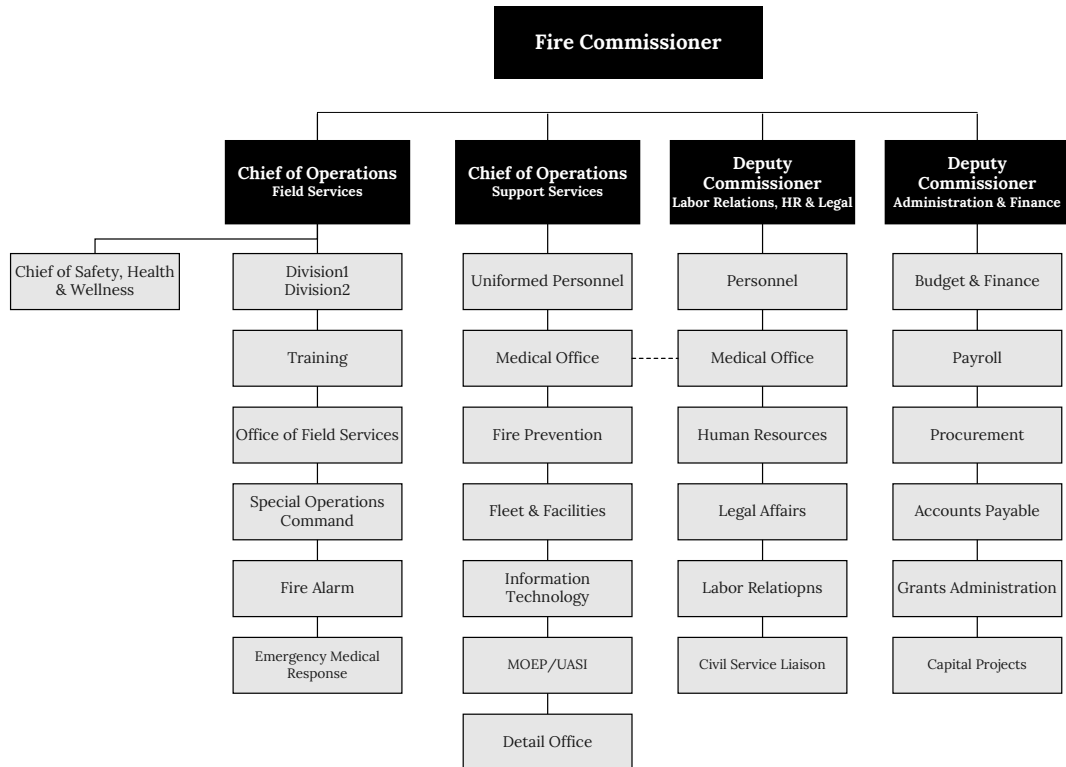 Fire Commissioner
Chief of Operations
Field Services
Chief of Operations
Support Services
Deputy
Commissioner
Labor Relations, HR & Legal
Deputy
Commissioner
Administration & Finance
Chief of Safety, Health
& Wellness
Division1
Division2
Uniformed Personnel
Personnel
Budget & Finance
Training
Medical Office
Medical Office
Payroll
Office of Field Services
Fire Prevention
Human Resources
Procurement
Special Operations
Command
Fleet & Facilities
Legal Affairs
Accounts Payable
Fire Alarm
Information
Technology
Labor Relatiopns
Grants Administration
Emergency Medical
Response
MOEP/UASI
Civil Service Liaison
Capital Projects
Detail Office